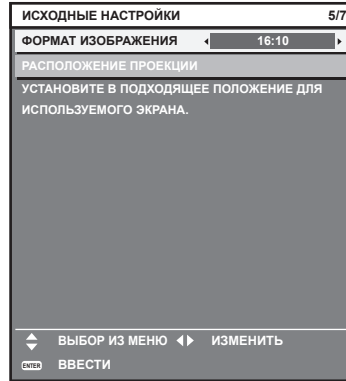 ИСХОДНЫЕ НАСТРОЙКИ 5/7
ФОРМАТ ИЗОБРАЖЕНИЯ 16:10
РАСПОЛОЖЕНИЕ ПРОЕКЦИИ
УСТАНОВИТЕ В ПОДХОДЯЩЕЕ ПОЛОЖЕНИЕ ДЛЯ
ИСПОЛЬЗУЕМОГО ЭКРАНА.
ВЫБОР ИЗ МЕНЮ ИЗМЕНИТЬ
ENTER ВВЕСТИ